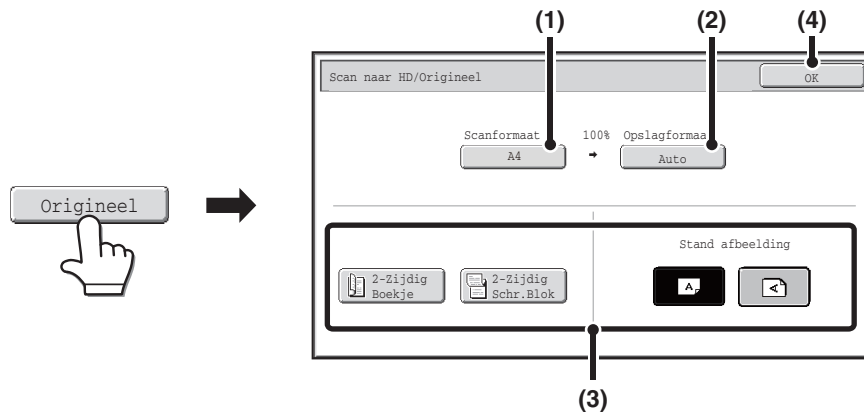 (1) (2) (4)
Scan naar HD/Origineel OK
Scanformaat 100% Opslagformaa
A4 Auto
Origineel
Stand afbeelding
2-Zijdig
Boekje
2-Zijdig
Schr.Blok
A A
(3)